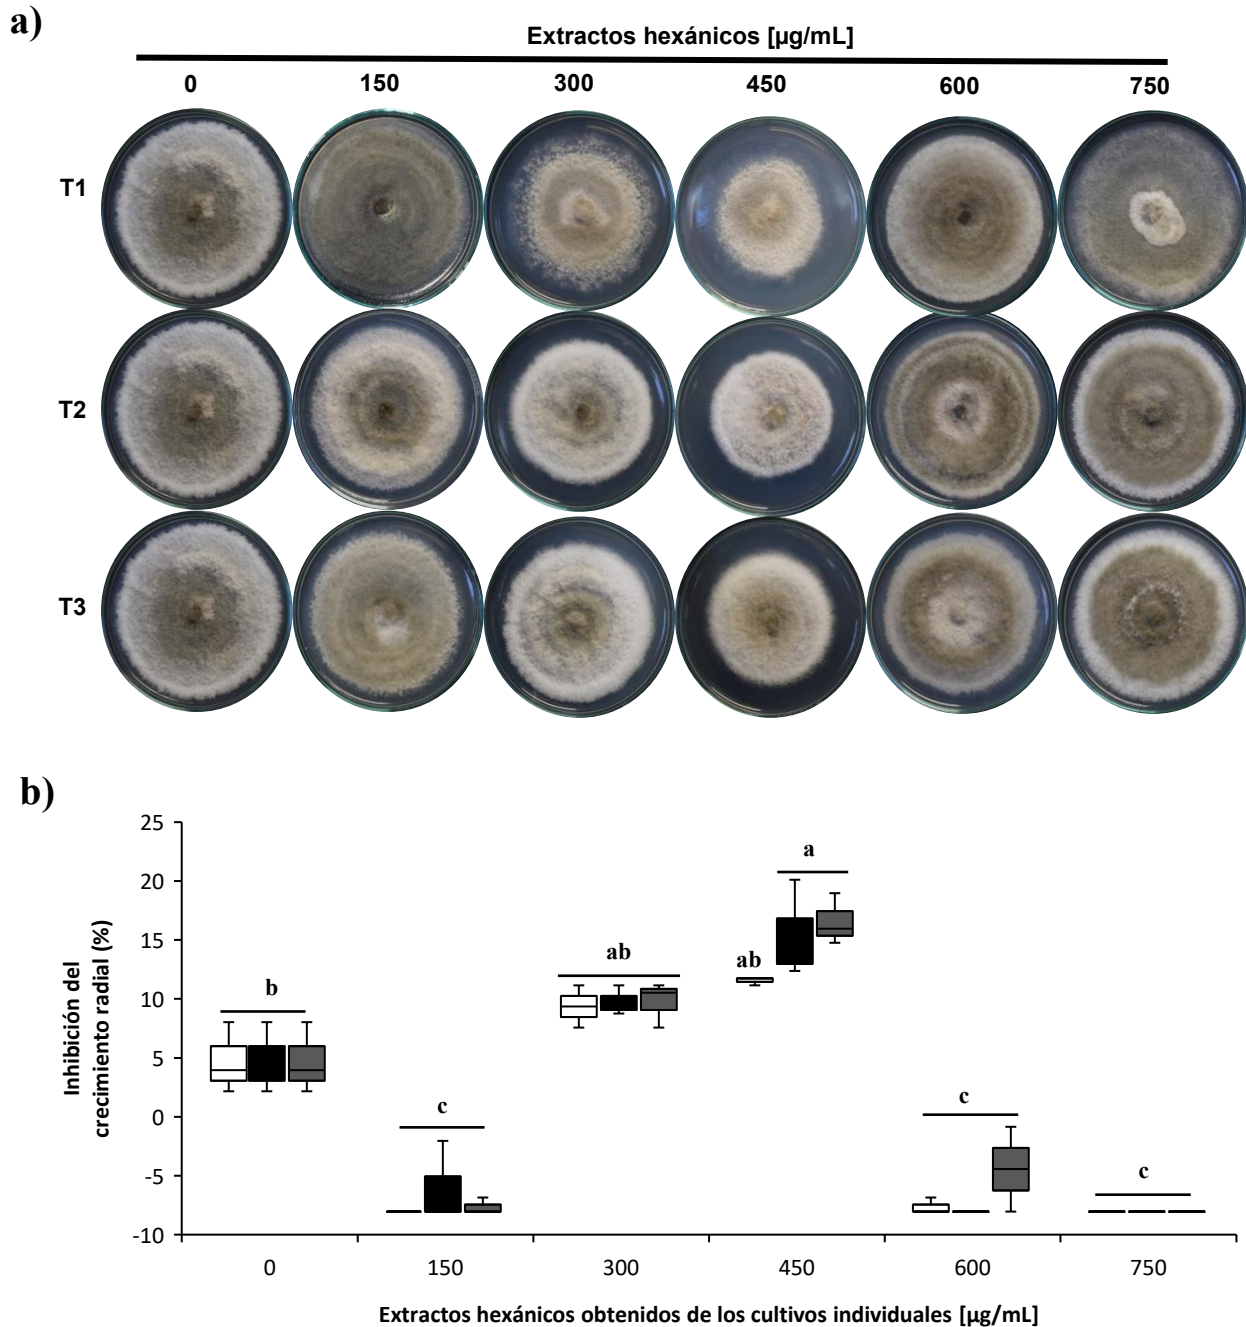 a)
Extractos hexánicos [µg/mL]
0 150 300 450 600 750
T1
T2
T3
b)
25
20
15
10
5
0
-5
-10
Inhibición del
crecimiento radial (%)
b
c
ab
ab
a
c
c
0 150 300 450 600 750
Extractos hexánicos obtenidos de los cultivos individuales [µg/mL]